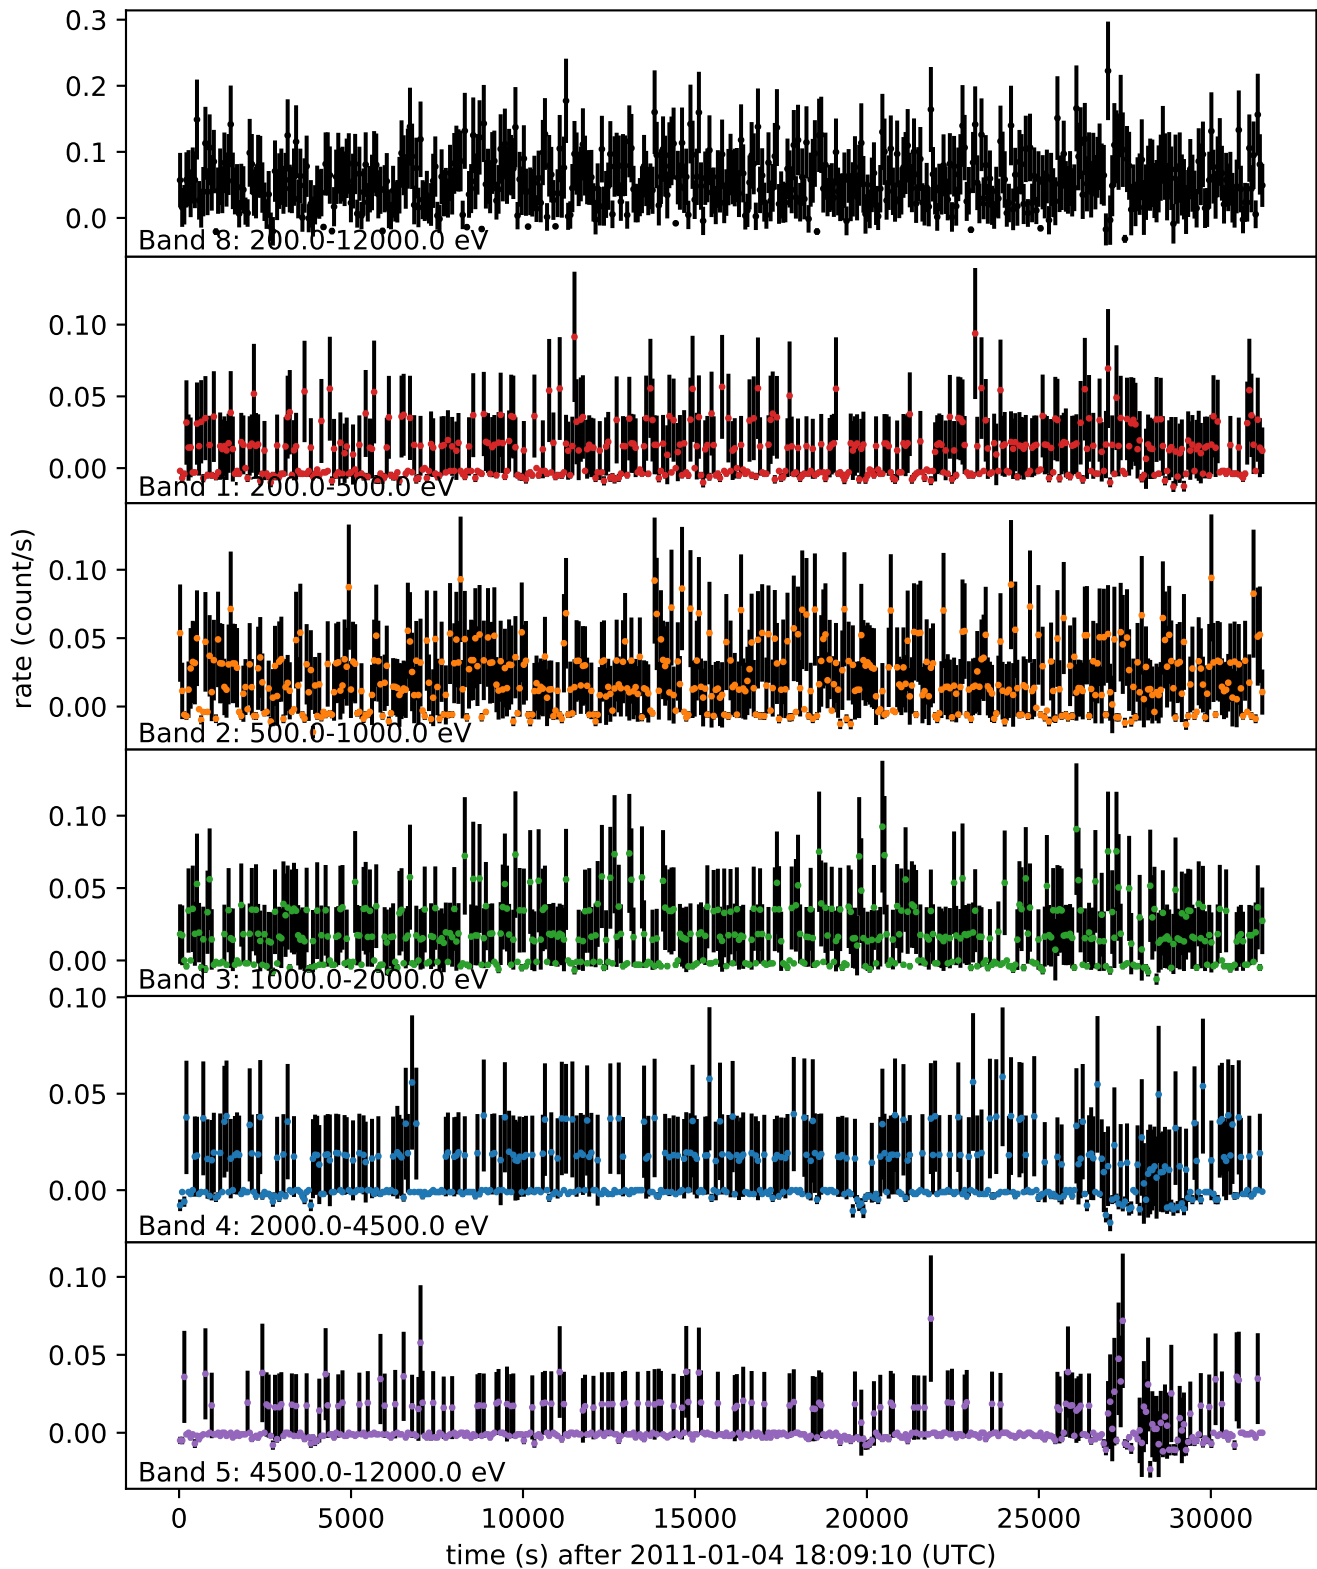 0.3
0.2
0.1
0.0
Band 8: 200.0-12000.0 eV
0.10
0.05
0.00
Band 1: 200.0-500.0 eV
0.10
0.05
0.00
Band 2: 500.0-1000.0 eV
rate (count/s)
0.10
0.05
0.00
Band 3: 1000.0-2000.0 eV
0.10
0.05
0.00
Band 4: 2000.0-4500.0 eV
0.10
0.05
0.00
Band 5: 4500.0-12000.0 eV
0 5000 10000 15000 20000 25000 30000
time (s) after 2011-01-04 18:09:10 (UTC)